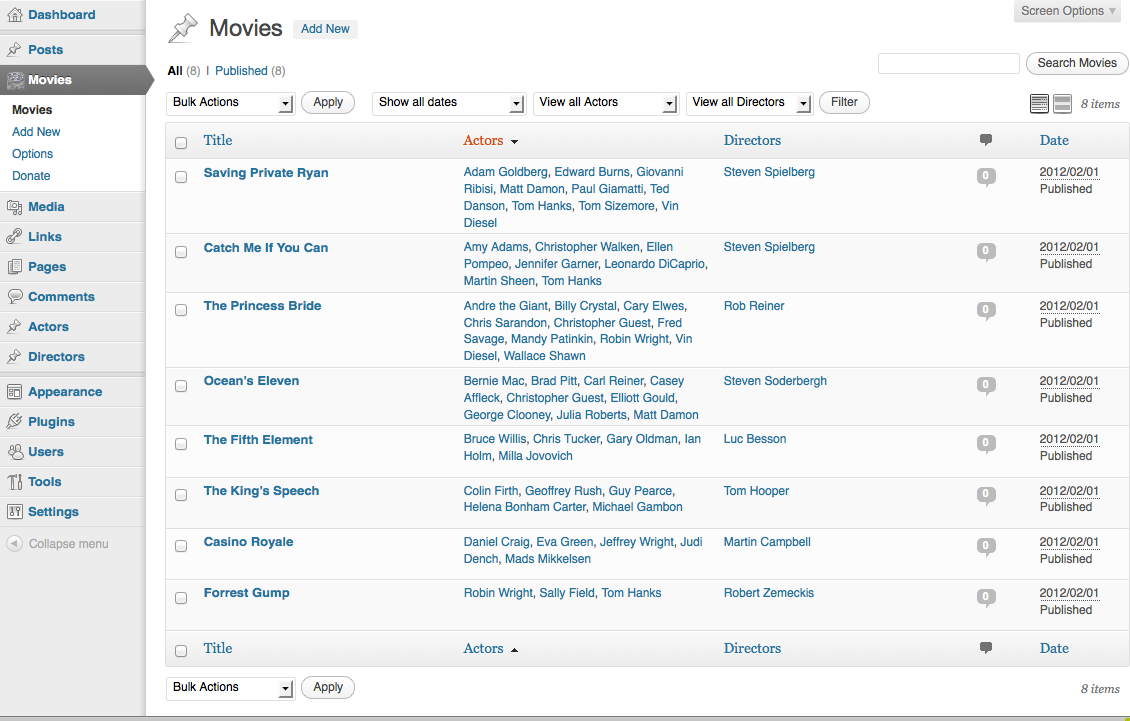 Dashboard
Posts
Movies
Movies
Add New
Options
Donate
Media
Links
Pages
Comments
Actors
Directors
Appearance
Plugins
Users
Tools
Settings
Collapse menu
Screen Options
Movies Add New
All (8) | Published (8)
Search Movies
Bulk Actions Apply Show all dates View all Actors View all Directors Filter 8 items
Title Actors Directors Date
Saving Private Ryan Adam Goldberg, Edward Burns, Giovanni Steven Spielberg 0 2012/02/01
Ribisi, Matt Damon, Paul Giamatti, Ted Published
Danson, Tom Hanks, Tom Sizemore, Vin
Diesel
Catch Me If You Can Amy Adams, Christopher Walken, Ellen Steven Spielberg 0 2012/02/01
Pompeo, Jennifer Garner, Leonardo DiCaprio, Published
Martin Sheen, Tom Hanks
The Princess Bride Andre the Giant, Billy Crystal, Cary Elwes, Rob Reiner 0 2012/02/01
Chris Sarandon, Christopher Guest, Fred Published
Savage, Mandy Patinkin, Robin Wright, Vin
Diesel, Wallace Shawn
Ocean's Eleven Bernie Mac, Brad Pitt, Carl Reiner, Casey Steven Soderbergh 0 2012/02/01
Affleck, Christopher Guest, Elliott Gould, Published
George Clooney, Julia Roberts, Matt Damon
The Fifth Element Bruce Willis, Chris Tucker, Gary Oldman, Ian Luc Besson 0 2012/02/01
Holm, Milla Jovovich Published
The King's Speech Colin Firth, Geoffrey Rush, Guy Pearce, Tom Hooper 0 2012/02/01
Helena Bonham Carter, Michael Gambon Published
Casino Royale Daniel Craig, Eva Green, Jeffrey Wright, Judi Martin Campbell 0 2012/02/01
Dench, Mads Mikkelsen Published
Forrest Gump Robin Wright, Sally Field, Tom Hanks Robert Zemeckis 0 2012/02/01
Published
Title Actors Directors Date
Bulk Actions Apply 8 items